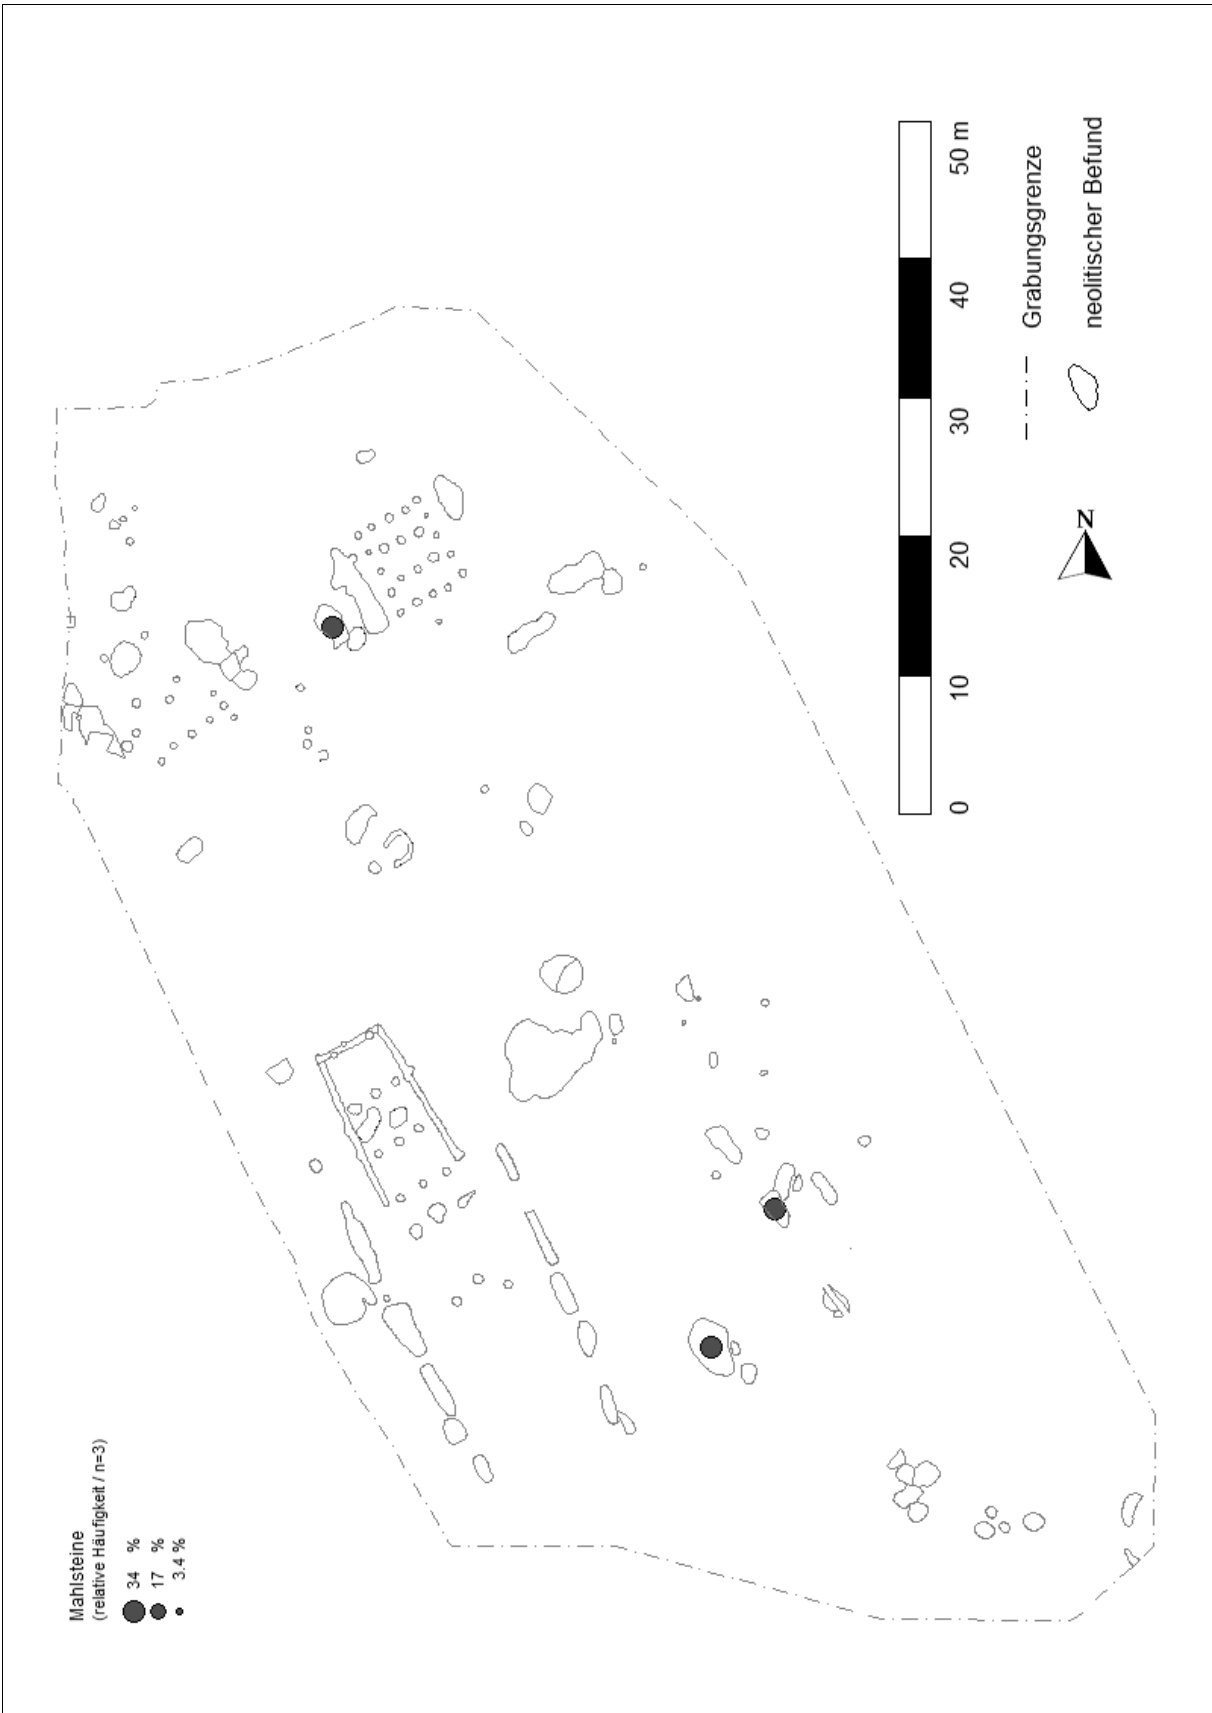 Mahlsteine
(relative Häufigkeit / n=3)
34 %
17 %
3.4 %
0 10 20 30 40 50 m
Grabungsgrenze
neolitischer Befund
N